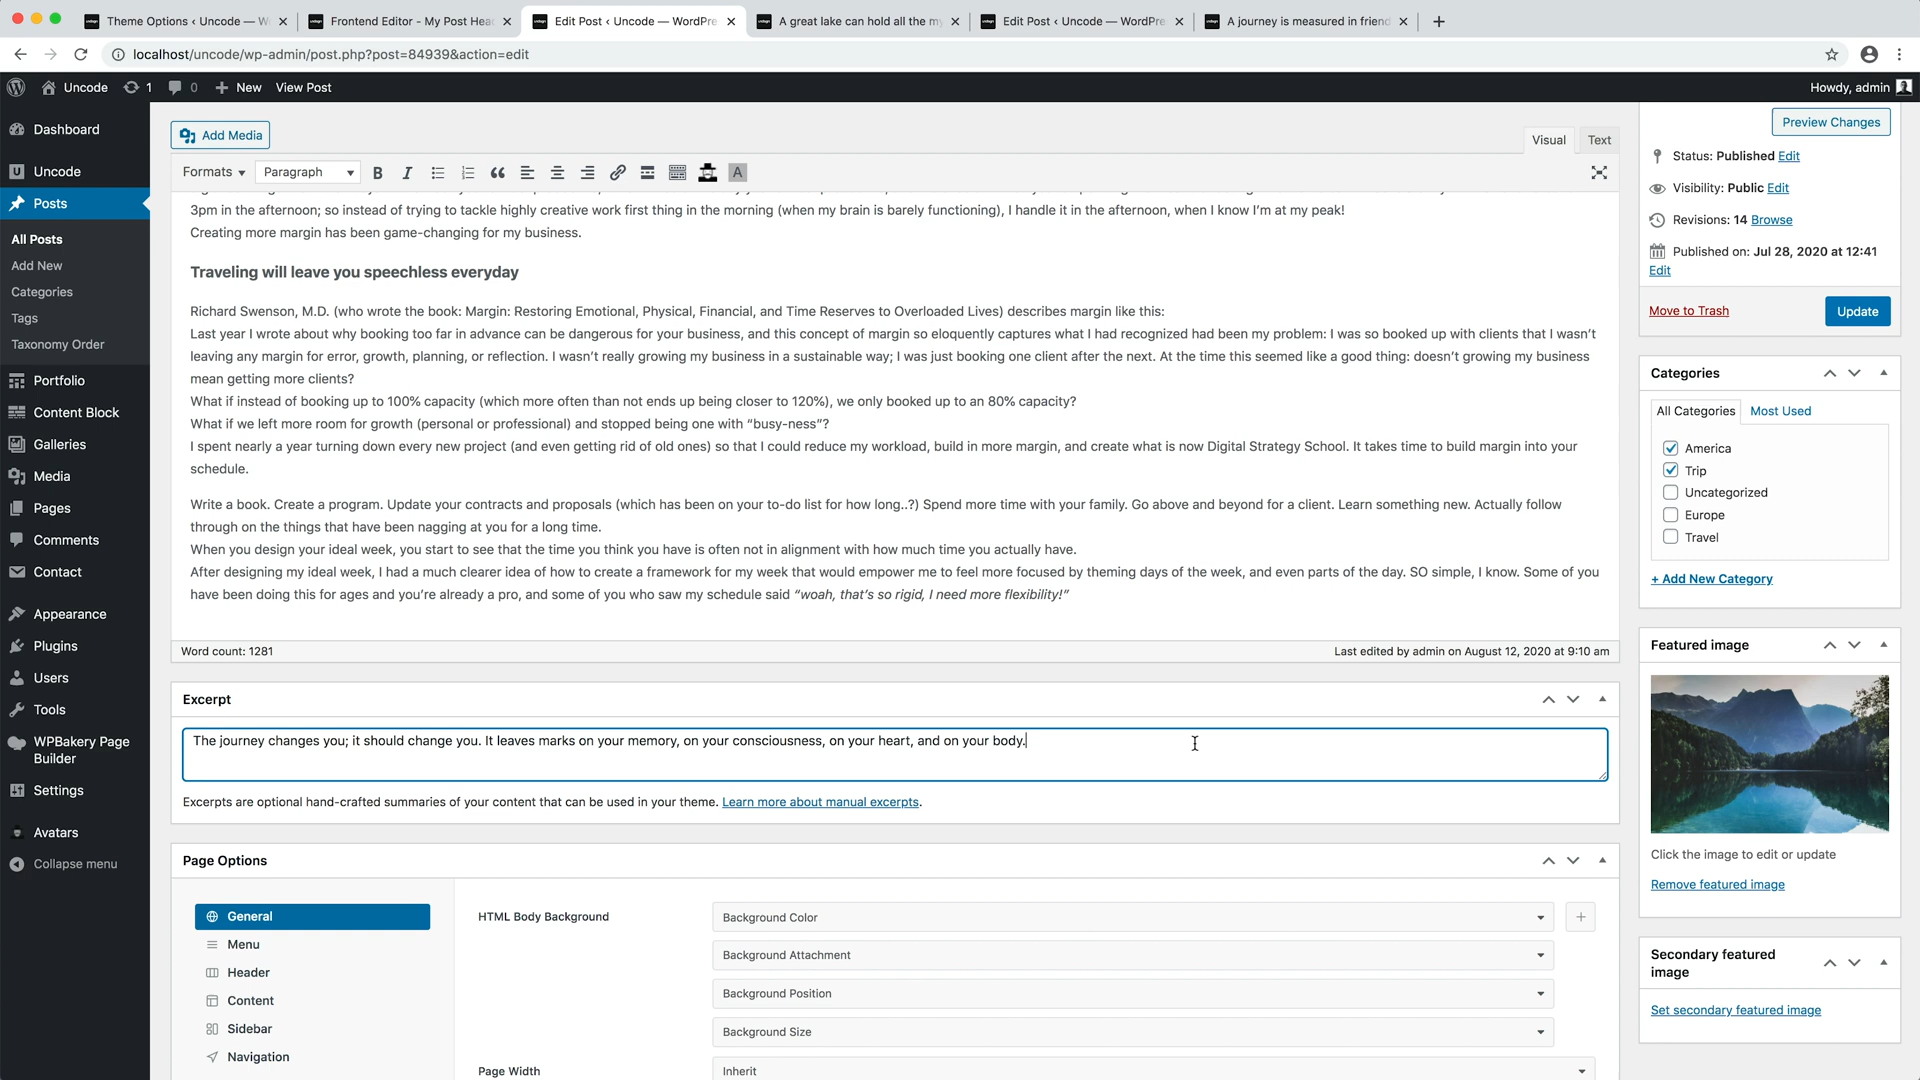 Theme Options ‹ Uncode — W
Frontend Editor - My Post Hea
Edit Post ‹ Uncode — WordPre
A great lake can hold all the my
Edit Post ‹ Uncode — WordPre
A journey is measured in friend
localhost/uncode/wp-admin/post.php?post=84939&action=edit
Uncode
1
0
New
View Post
Howdy, admin
Dashboard
Uncode
Posts
All Posts
Add New
Categories
Tags
Taxonomy Order
Portfolio
Content Block
Galleries
Media
Pages
Comments
Contact
Appearance
Plugins
Users
Tools
WPBakery Page
Builder
Settings
Avatars
Collapse menu
Add Media
Visual
Text
Formats
Paragraph
3pm in the afternoon; so instead of trying to tackle highly creative work first thing in the morning (when my brain is barely functioning), I handle it in the afternoon, when I know I'm at my peak!
Creating more margin has been game-changing for my business.
Traveling will leave you speechless everyday
Richard Swenson, M.D. (who wrote the book: Margin: Restoring Emotional, Physical, Financial, and Time Reserves to Overloaded Lives) describes margin like this:
Last year I wrote about why booking too far in advance can be dangerous for your business, and this concept of margin so eloquently captures what I had recognized had been my problem: I was so booked up with clients that I wasn't
leaving any margin for error, growth, planning, or reflection. I wasn't really growing my business in a sustainable way; I was just booking one client after the next. At the time this seemed like a good thing: doesn't growing my business
mean getting more clients?
What if instead of booking up to 100% capacity (which more often than not ends up being closer to 120%), we only booked up to an 80% capacity?
What if we left more room for growth (personal or professional) and stopped being one with “busy-ness”?
I spent nearly a year turning down every new project (and even getting rid of old ones) so that I could reduce my workload, build in more margin, and create what is now Digital Strategy School. It takes time to build margin into your
schedule.
Write a book. Create a program. Update your contracts and proposals (which has been on your to-do list for how long..?) Spend more time with your family. Go above and beyond for a client. Learn something new. Actually follow
through on the things that have been nagging at you for a long time.
When you design your ideal week, you start to see that the time you think you have is often not in alignment with how much time you actually have.
After designing my ideal week, I had a much clearer idea of how to create a framework for my week that would empower me to feel more focused by theming days of the week, and even parts of the day. SO simple, I know. Some of you
have been doing this for ages and you're already a pro, and some of you who saw my schedule said “woah, that's so rigid, I need more flexibility!”
Word count: 1281
Last edited by admin on August 12, 2020 at 9:10 am
Excerpt
The journey changes you; it should change you. It leaves marks on your memory, on your consciousness, on your heart, and on your body.
Excerpts are optional hand-crafted summaries of your content that can be used in your theme. Learn more about manual excerpts.
Page Options
General
Menu
Header
Content
Sidebar
Navigation
HTML Body Background
Background Color
Background Attachment
Background Position
Background Size
Page Width
Inherit
Preview Changes
Status: Published Edit
Visibility: Public Edit
Revisions: 14 Browse
Published on: Jul 28, 2020 at 12:41
Edit
Move to Trash
Update
Categories
All Categories
Most Used
America
Trip
Uncategorized
Europe
Travel
+ Add New Category
Featured image
Click the image to edit or update
Remove featured image
Secondary featured
image
Set secondary featured image